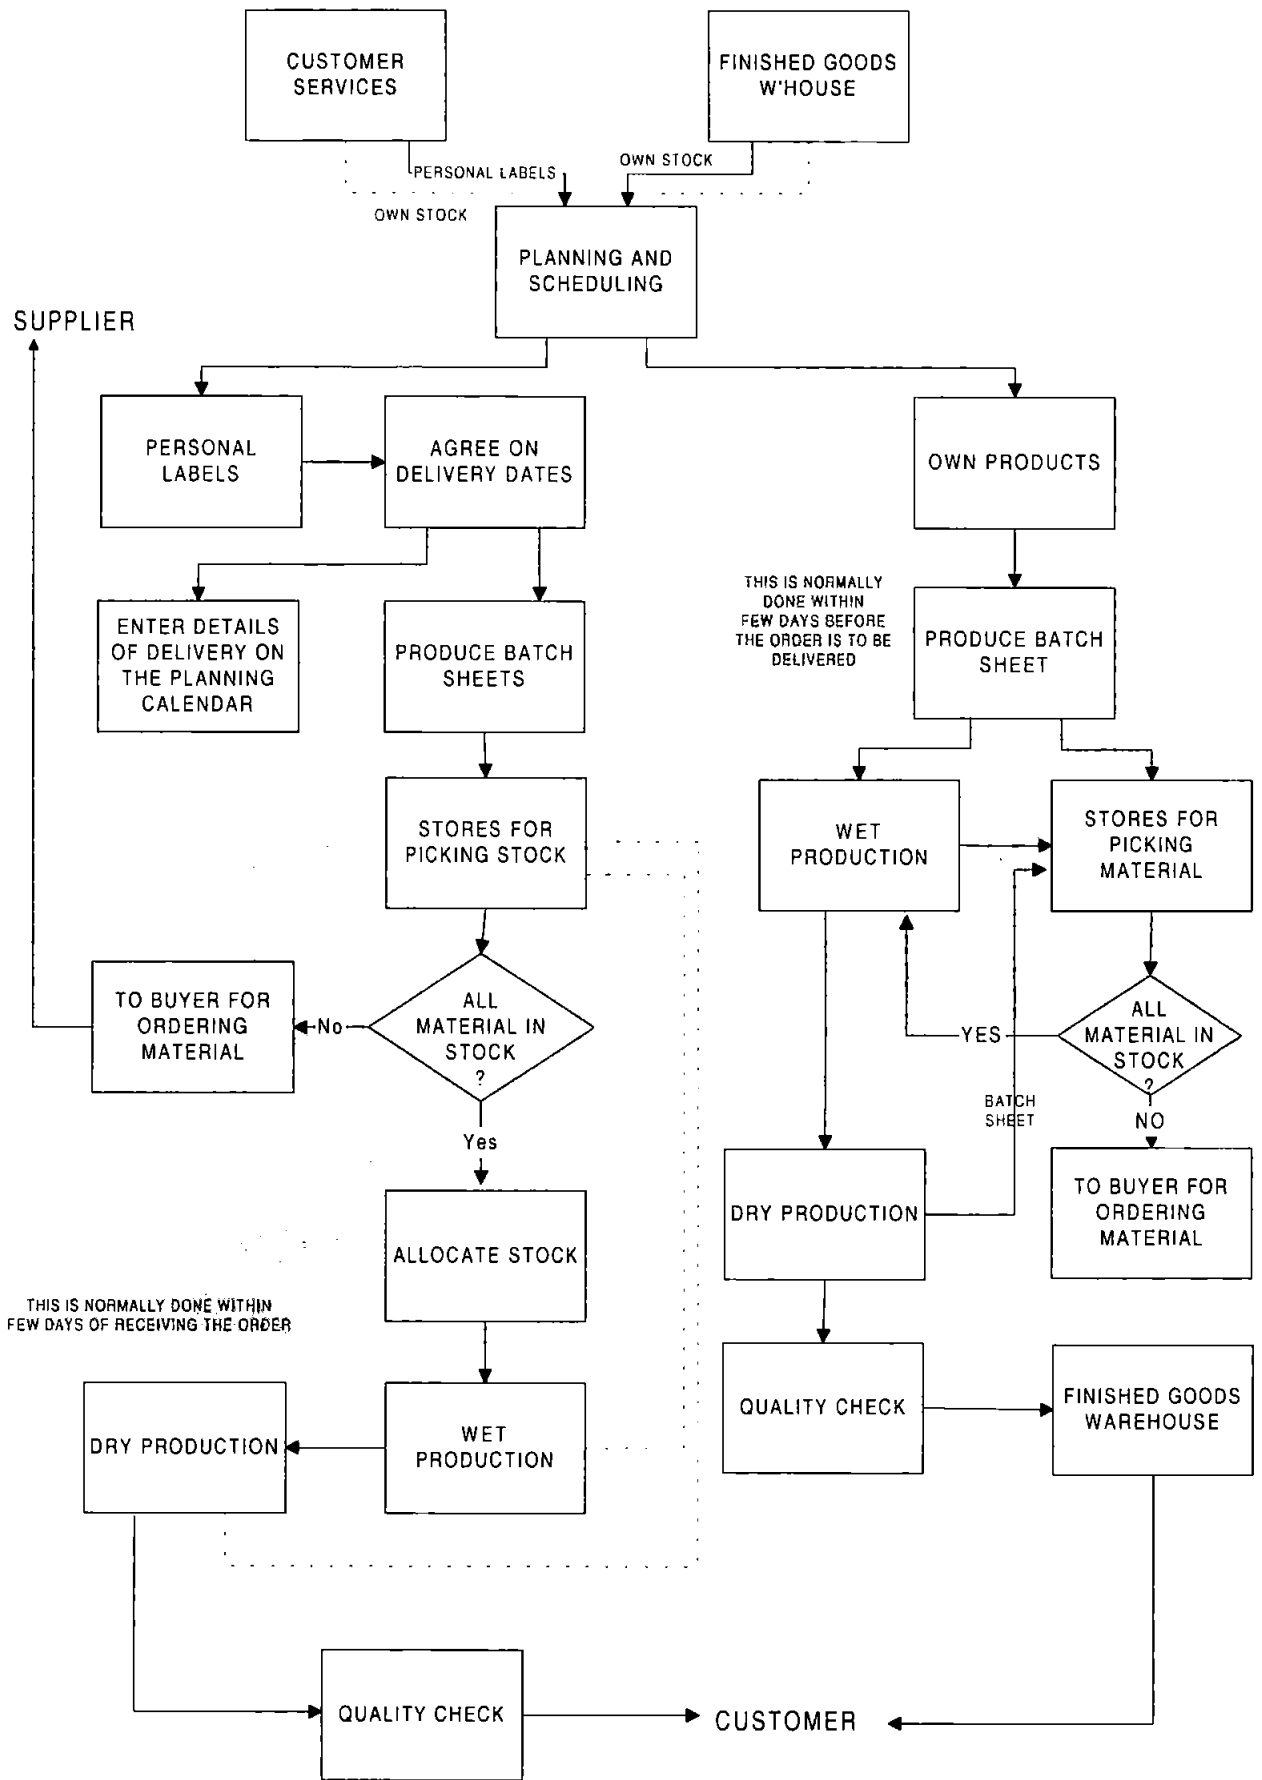 CUSTOMER
SERVICES
FINISHED GOODS
W'HOUSE
PERSONAL LABELS
OWN STOCK
OWN STOCK
PLANNING AND
SCHEDULING
SUPPLIER
PERSONAL
LABELS
AGREE ON
DELIVERY DATES
OWN PRODUCTS
ENTER DETAILS
OF DELIVERY ON
THE PLANNING
CALENDAR
PRODUCE BATCH
SHEETS
THIS IS NORMALLY
DONE WITHIN
FEW DAYS BEFORE
THE ORDER IS TO BE
DELIVERED
PRODUCE BATCH
SHEET
STORES FOR
PICKING STOCK
WET
PRODUCTION
STORES FOR
PICKING
MATERIAL
TO BUYER FOR
ORDERING
MATERIAL
No
ALL
MATERIAL IN
STOCK
?
YES
ALL
MATERIAL IN
STOCK
?
BATCH
SHEET
NO
Yes
DRY PRODUCTION
TO BUYER FOR
ORDERING
MATERIAL
ALLOCATE STOCK
THIS IS NORMALLY DONE WITHIN
FEW DAYS OF RECEIVING THE ORDER
QUALITY CHECK
FINISHED GOODS
WAREHOUSE
DRY PRODUCTION
WET
PRODUCTION
QUALITY CHECK
CUSTOMER